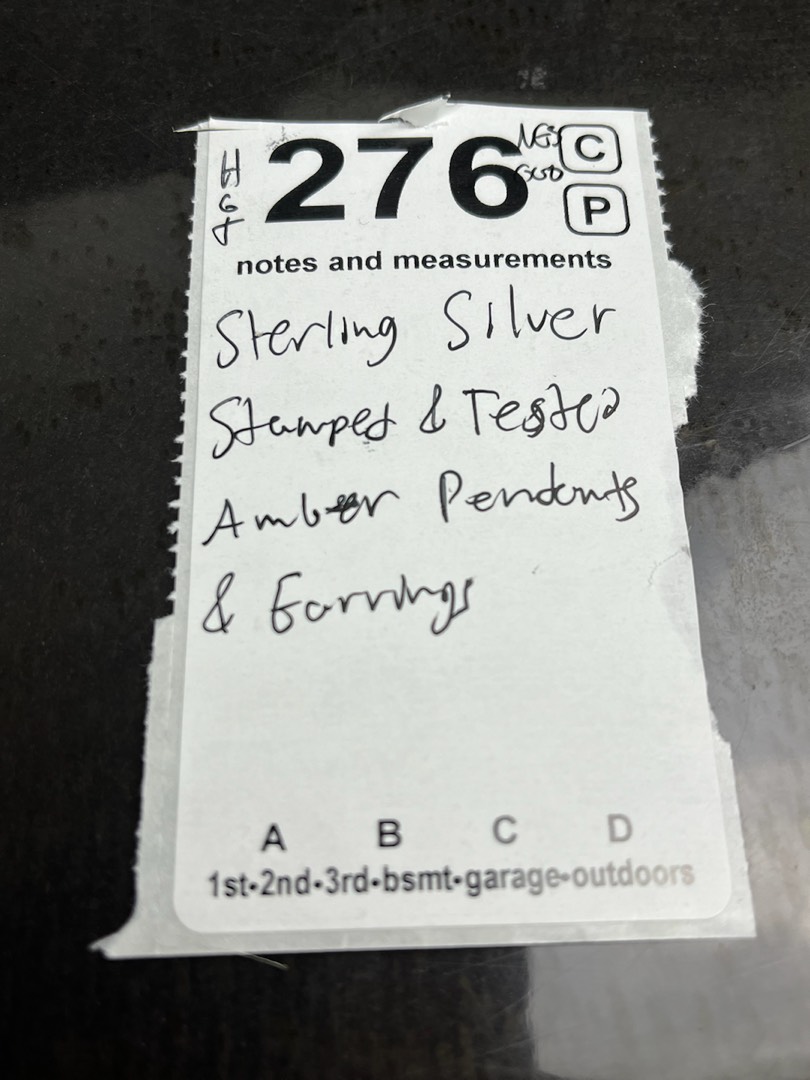 H
G
J
276
C
P
notes and measurements
Sterling Silver
Stamped & Tested
Amber Pendants
& Earrings
A B C D
1st-2nd-3rd-bsmt-garage-outdoors